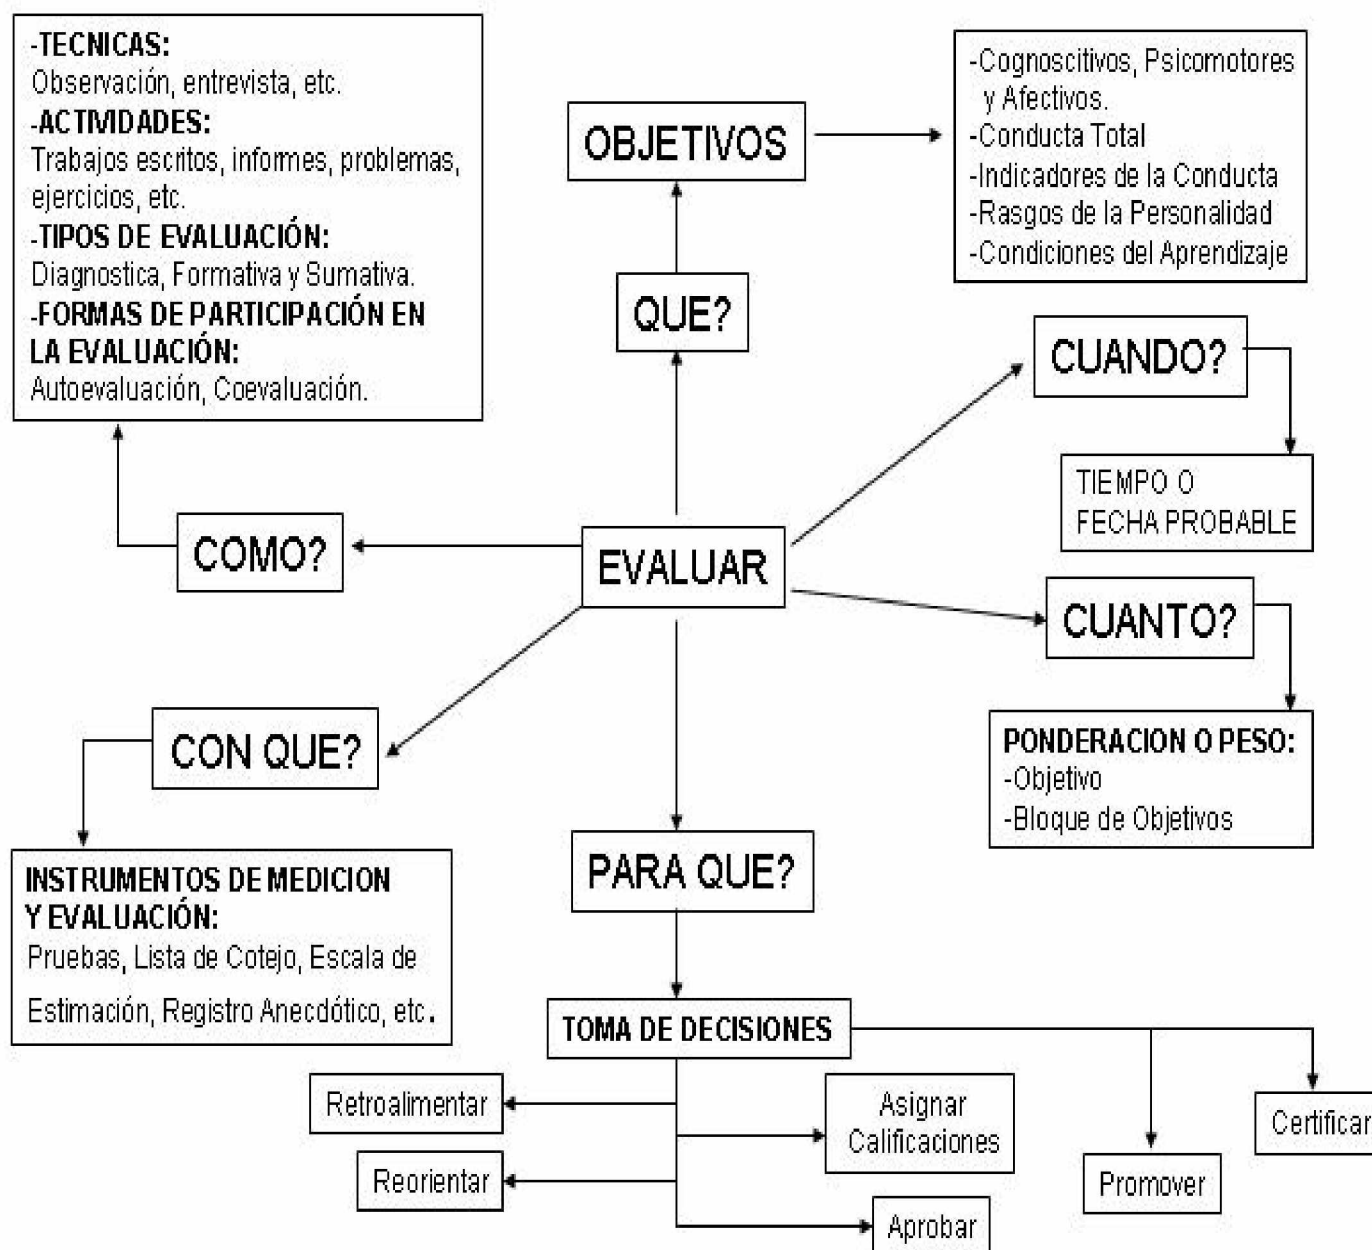 -TECNICAS:
Observación, entrevista, etc.
-ACTIVIDADES:
Trabajos escritos, informes, problemas,
ejercicios, etc.
-TIPOS DE EVALUACIÓN:
Diagnostica, Formativa y Sumativa.
-FORMAS DE PARTICIPACIÓN EN
LA EVALUACIÓN:
Autoevaluación, Coevaluación.
OBJETIVOS
-Cognoscitivos, Psicomotores
y Afectivos.
-Conducta Total
-Indicadores de la Conducta
-Rasgos de la Personalidad
-Condiciones del Aprendizaje
QUE?
CUANDO?
TIEMPO O
FECHA PROBABLE
COMO?
EVALUAR
CUANTO?
PONDERACION O PESO:
-Objetivo
-Bloque de Objetivos
CON QUE?
INSTRUMENTOS DE MEDICION
Y EVALUACIÓN:
Pruebas, Lista de Cotejo, Escala de
Estimación, Registro Anecdótico, etc.
PARA QUE?
TOMA DE DECISIONES
Retroalimentar
Asignar
Calificaciones
Certificar
Reorientar
Promover
Aprobar